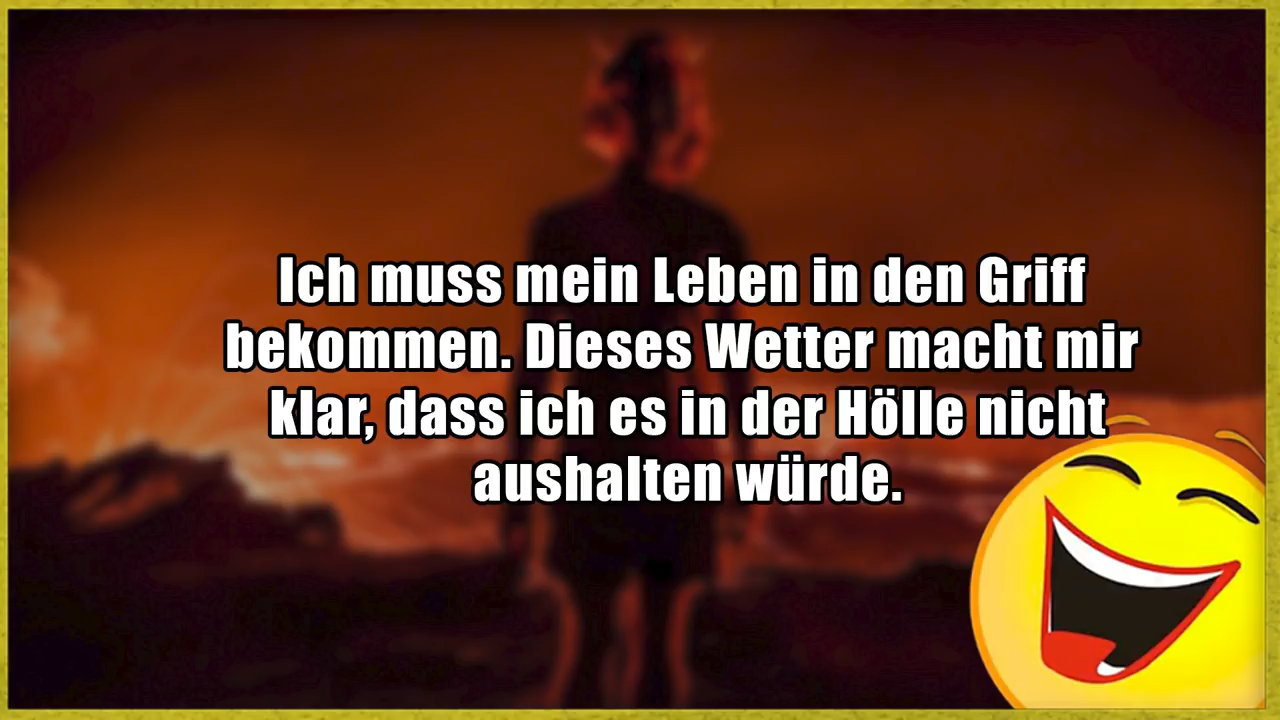 Ich muss mein Leben in den Griff
bekommen. Dieses Wetter macht mir
klar, dass ich es in der Hölle nicht
aushalten würde.